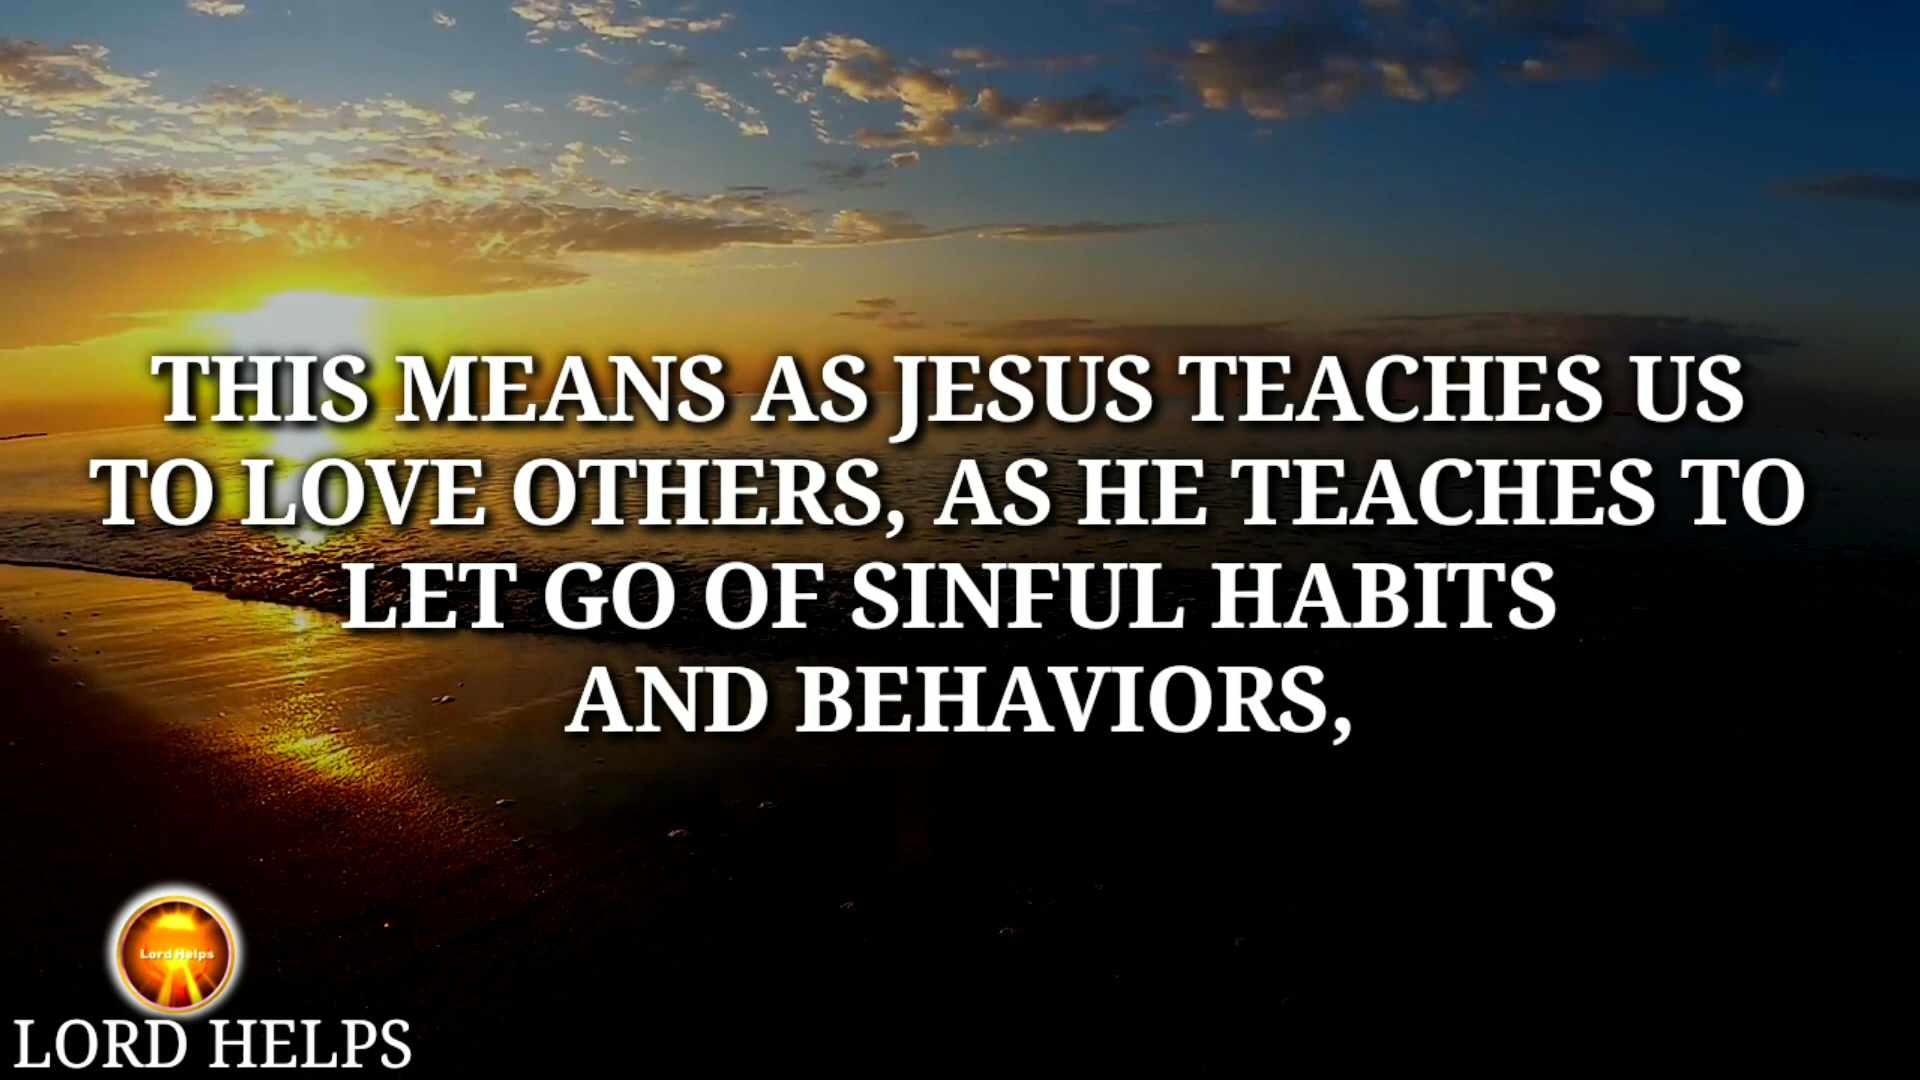 THIS MEANS AS JESUS TEACHES US
TO LOVE OTHERS, AS HE TEACHES TO
LET GO OF SINFUL HABITS
AND BEHAVIORS,
Lord Helps
LORD HELPS